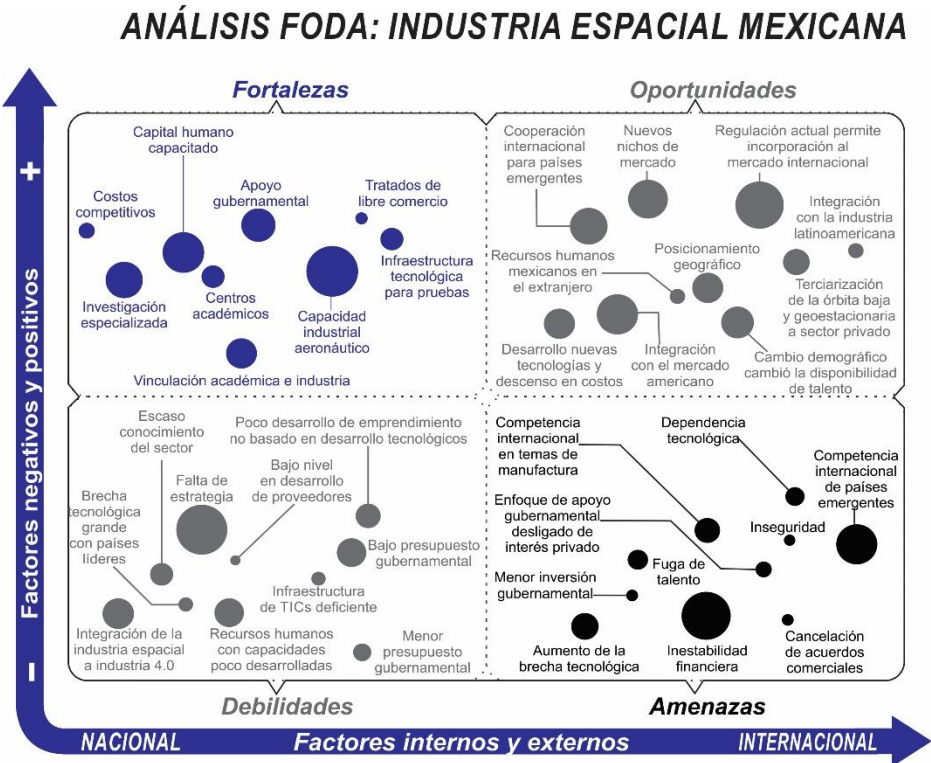 ANÁLISIS FODA: INDUSTRIA ESPACIAL MEXICANA
Factores negativos y positivos
+
−
Fortalezas
Capital humano
capacitado
Costos
competitivos
Apoyo
gubernamental
Tratados de
libre comercio
Investigación
especializada
Centros
académicos
Capacidad
industrial
aeronáutico
Infraestructura
tecnológica
para pruebas
Vinculación académica e industria
Oportunidades
Cooperación
internacional
para países
emergentes
Nuevos
nichos de
mercado
Regulación actual permite
incorporación al
mercado internacional
Integración
con la industria
latinoamericana
Recursos humanos
mexicanos en
el extranjero
Posicionamiento
geográfico
Terciarización
de la órbita baja
y geoestacionaria
a sector privado
Desarrollo nuevas
tecnologías y
descenso en costos
Integración
con el mercado
americano
Cambio demográfico
cambió la disponibilidad
de talento
Escaso
conocimiento
del sector
Poco desarrollo de emprendimiento
no basado en desarrollo tecnológicos
Falta de
estrategia
Bajo nivel
en desarrollo
de proveedores
Brecha
tecnológica
grande
con países
líderes
Bajo presupuesto
gubernamental
Infraestructura
de TICs deficiente
Integración de la
industria espacial
a industria 4.0
Recursos humanos
con capacidades
poco desarrolladas
Menor
presupuesto
gubernamental
Debilidades
Competencia
internacional
en temas de
manufactura
Dependencia
tecnológica
Competencia
internacional
de países
emergentes
Enfoque de apoyo
gubernamental
desligado de
interés privado
Inseguridad
Fuga de
talento
Menor inversión
gubernamental
Aumento de la
brecha tecnológica
Inestabilidad
financiera
Cancelación
de acuerdos
comerciales
Amenazas
NACIONAL
Factores internos y externos
INTERNACIONAL